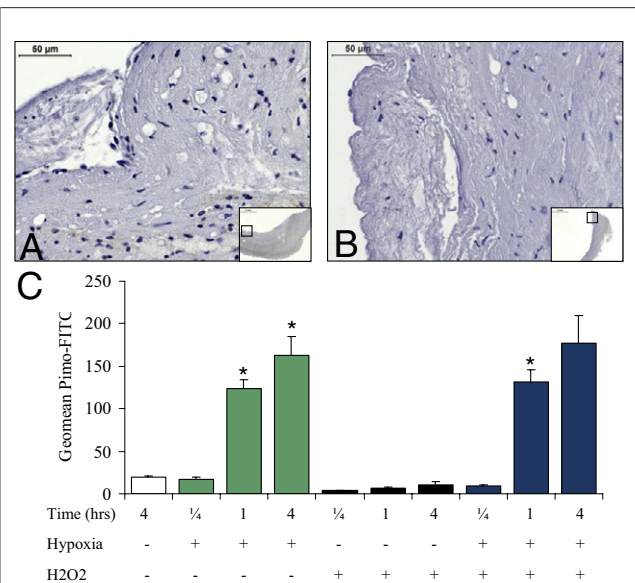 50 µm
50 µm
A
B
C
250
200
150
100
50
0
Geomean Pimo-FITC
*
*
*
Time (hrs) 4 ¼ 1 4 ¼ 1 4 ¼ 1 4
Hypoxia - + + + - - - + + +
H2O2 - - - - + + + + + +